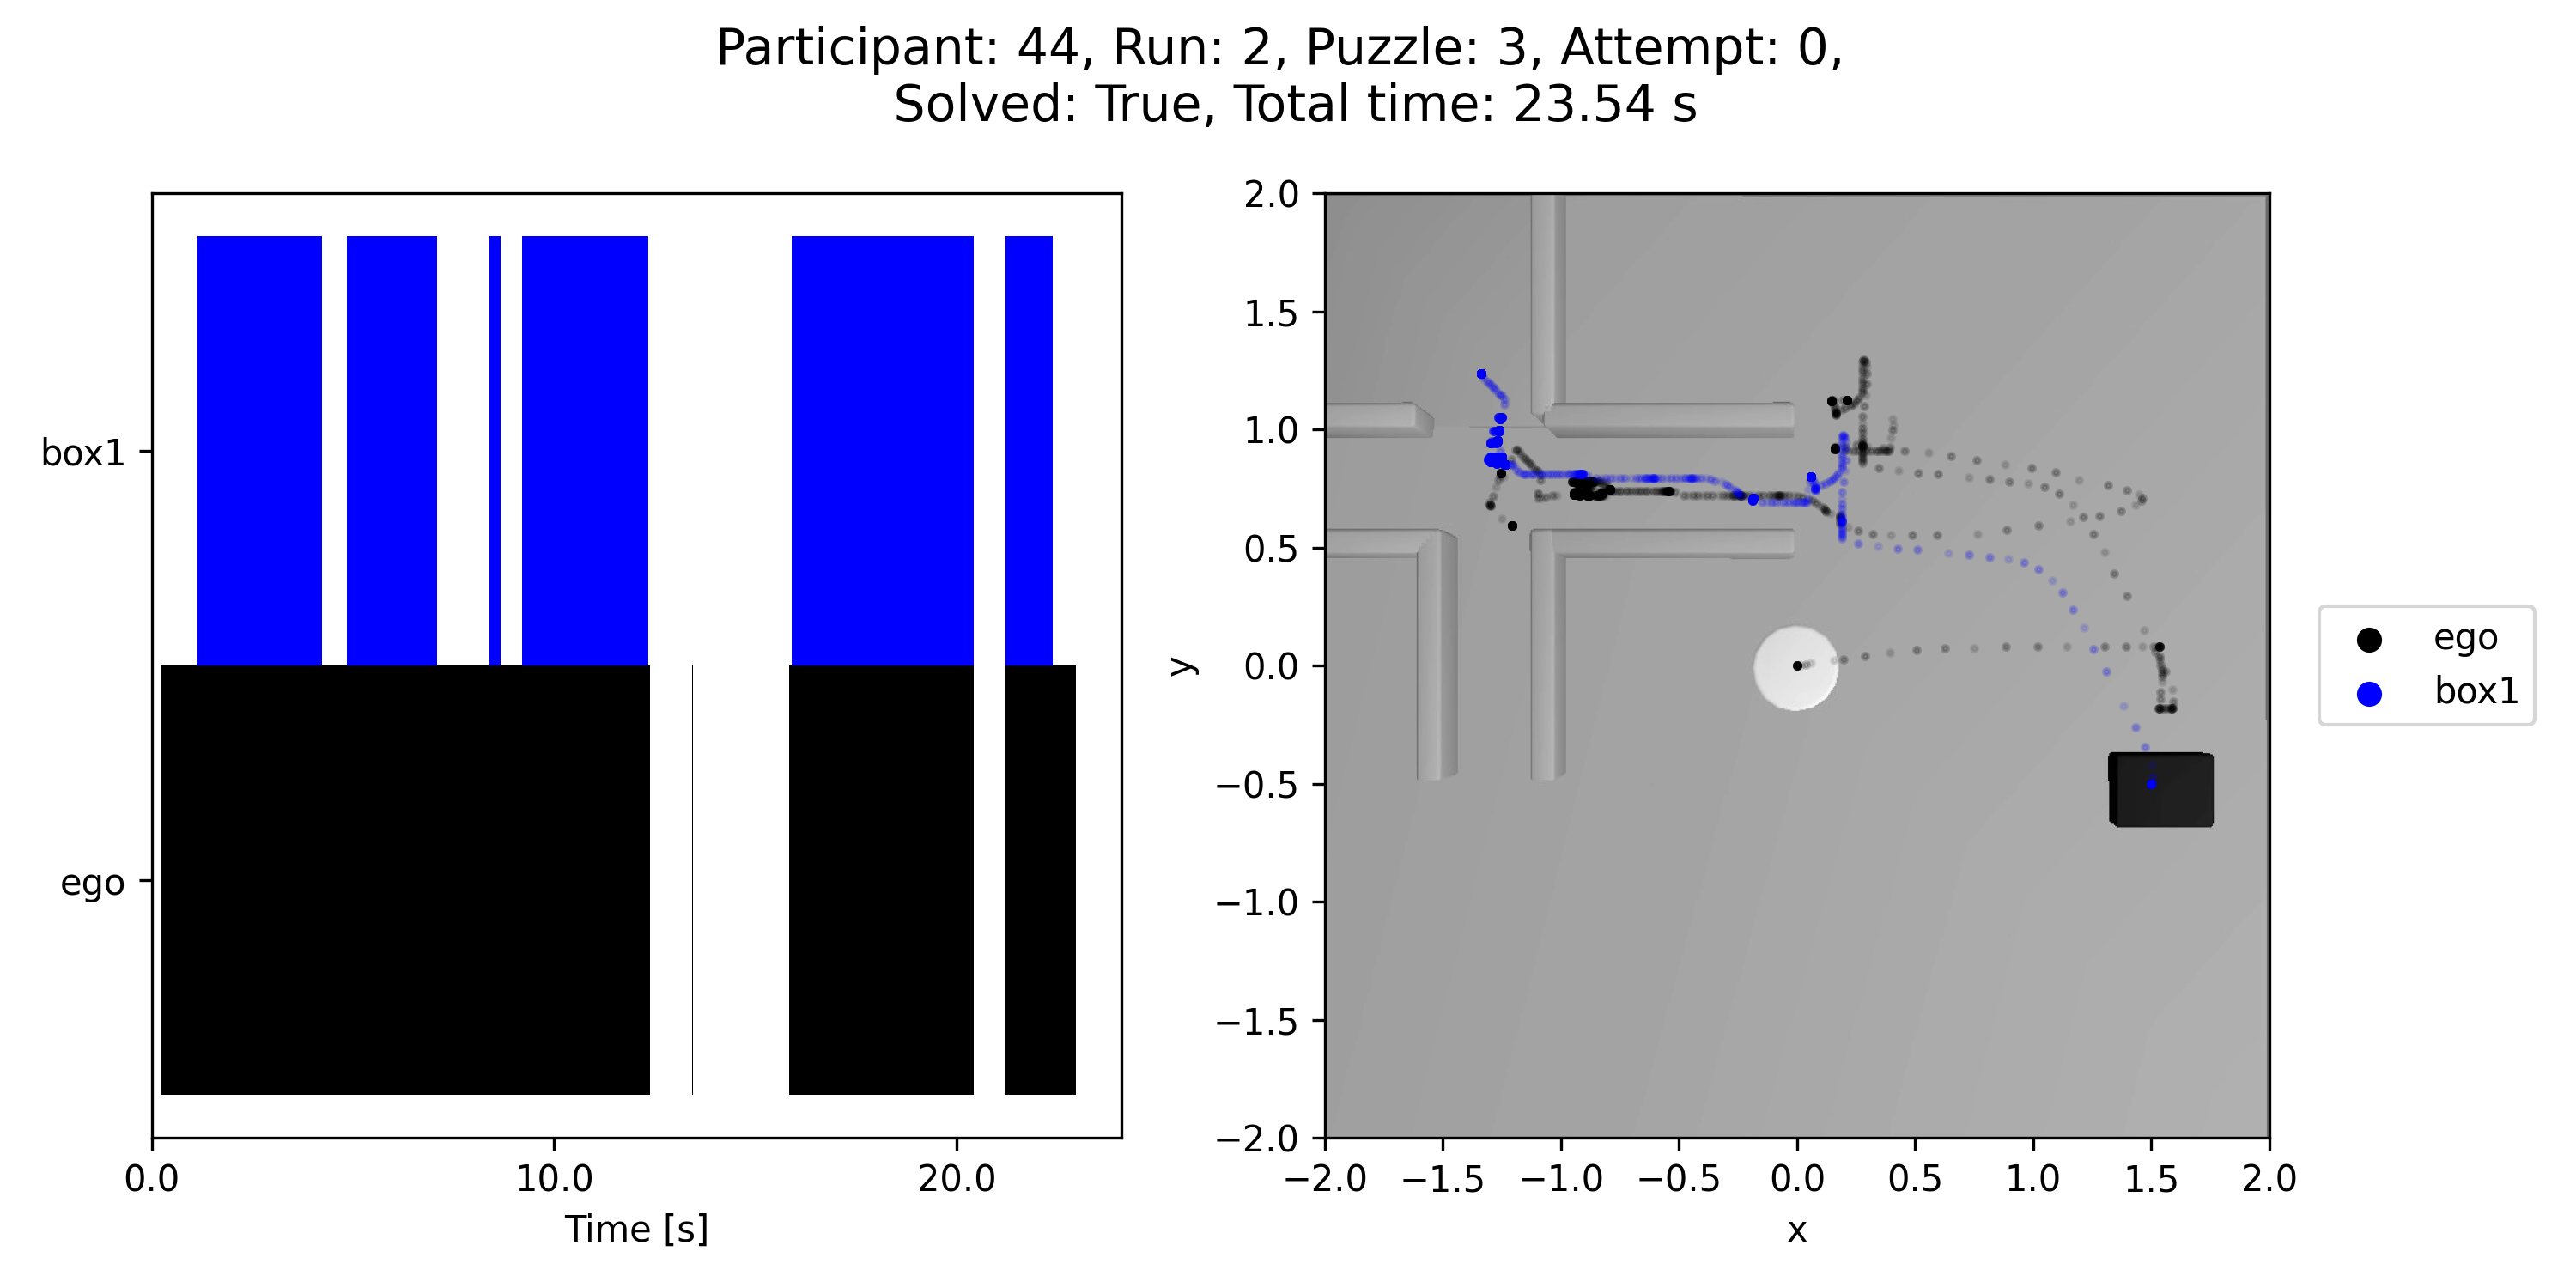 Participant: 44, Run: 2, Puzzle: 3, Attempt: 0,
Solved: True, Total time: 23.54 s
box1
ego
0.0
10.0
20.0
Time [s]
2.0
1.5
1.0
0.5
0.0
−0.5
−1.0
−1.5
−2.0
y
−2.0
−1.5
−1.0
−0.5
0.0
0.5
1.0
1.5
2.0
x
ego
box1